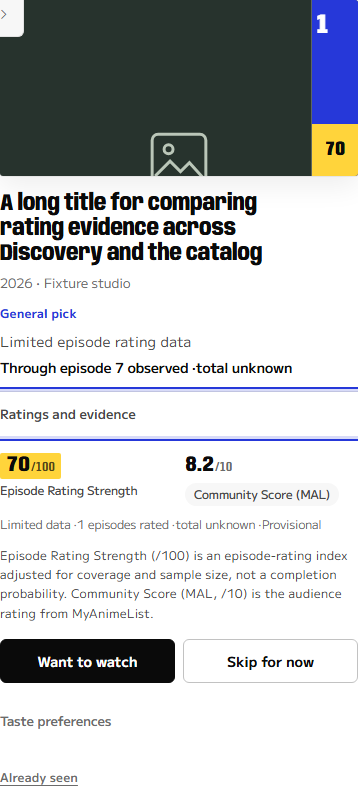 1
70
A long title for comparing
rating evidence across
Discovery and the catalog
2026 · Fixture studio
General pick
Limited episode rating data
Through episode 7 observed ·total unknown
Ratings and evidence
70/100
8.2/10
Episode Rating Strength
Community Score (MAL)
Limited data ·1 episodes rated ·total unknown ·Provisional
Episode Rating Strength (/100) is an episode-rating index
adjusted for coverage and sample size, not a completion
probability. Community Score (MAL, /10) is the audience
rating from MyAnimeList.
Want to watch
Skip for now
Taste preferences
Already seen